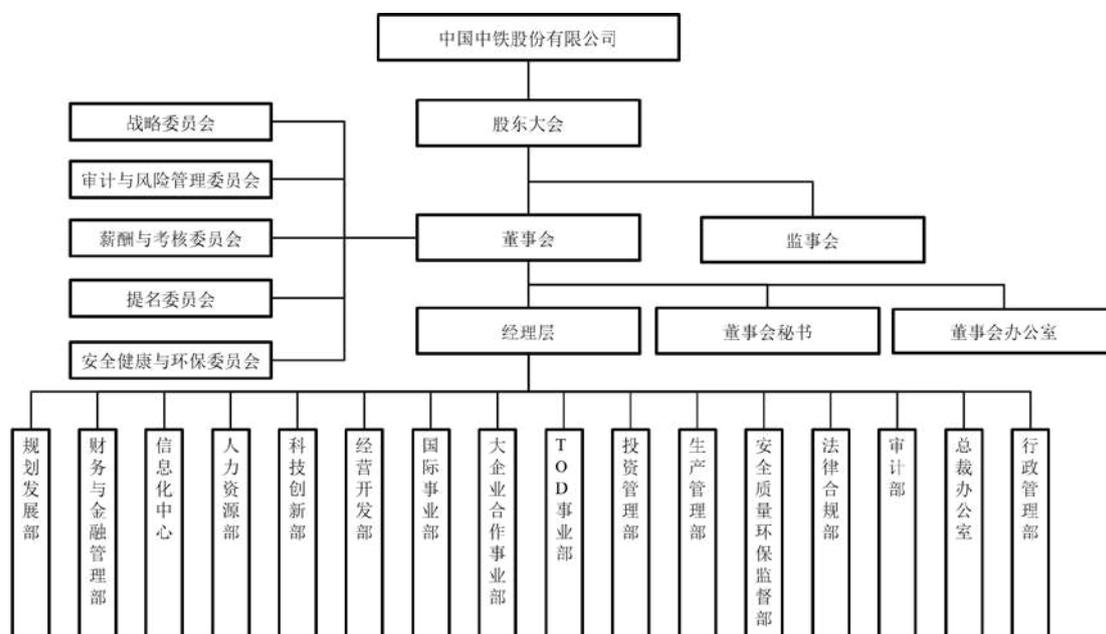 中国中铁股份有限公司
股东大会
战略委员会
审计与风险管理委员会
薪酬与考核委员会
提名委员会
安全健康与环保委员会
董事会
监事会
经理层
董事会秘书
董事会办公室
规划发展部
财务与金融管理部
信息化中心
人力资源部
科技创新部
经营开发部
国际事业部
大企业合作事业部
TOD事业部
投资管理部
生产管理部
安全质量环保监督部
法律合规部
审计部
总裁办公室
行政管理部